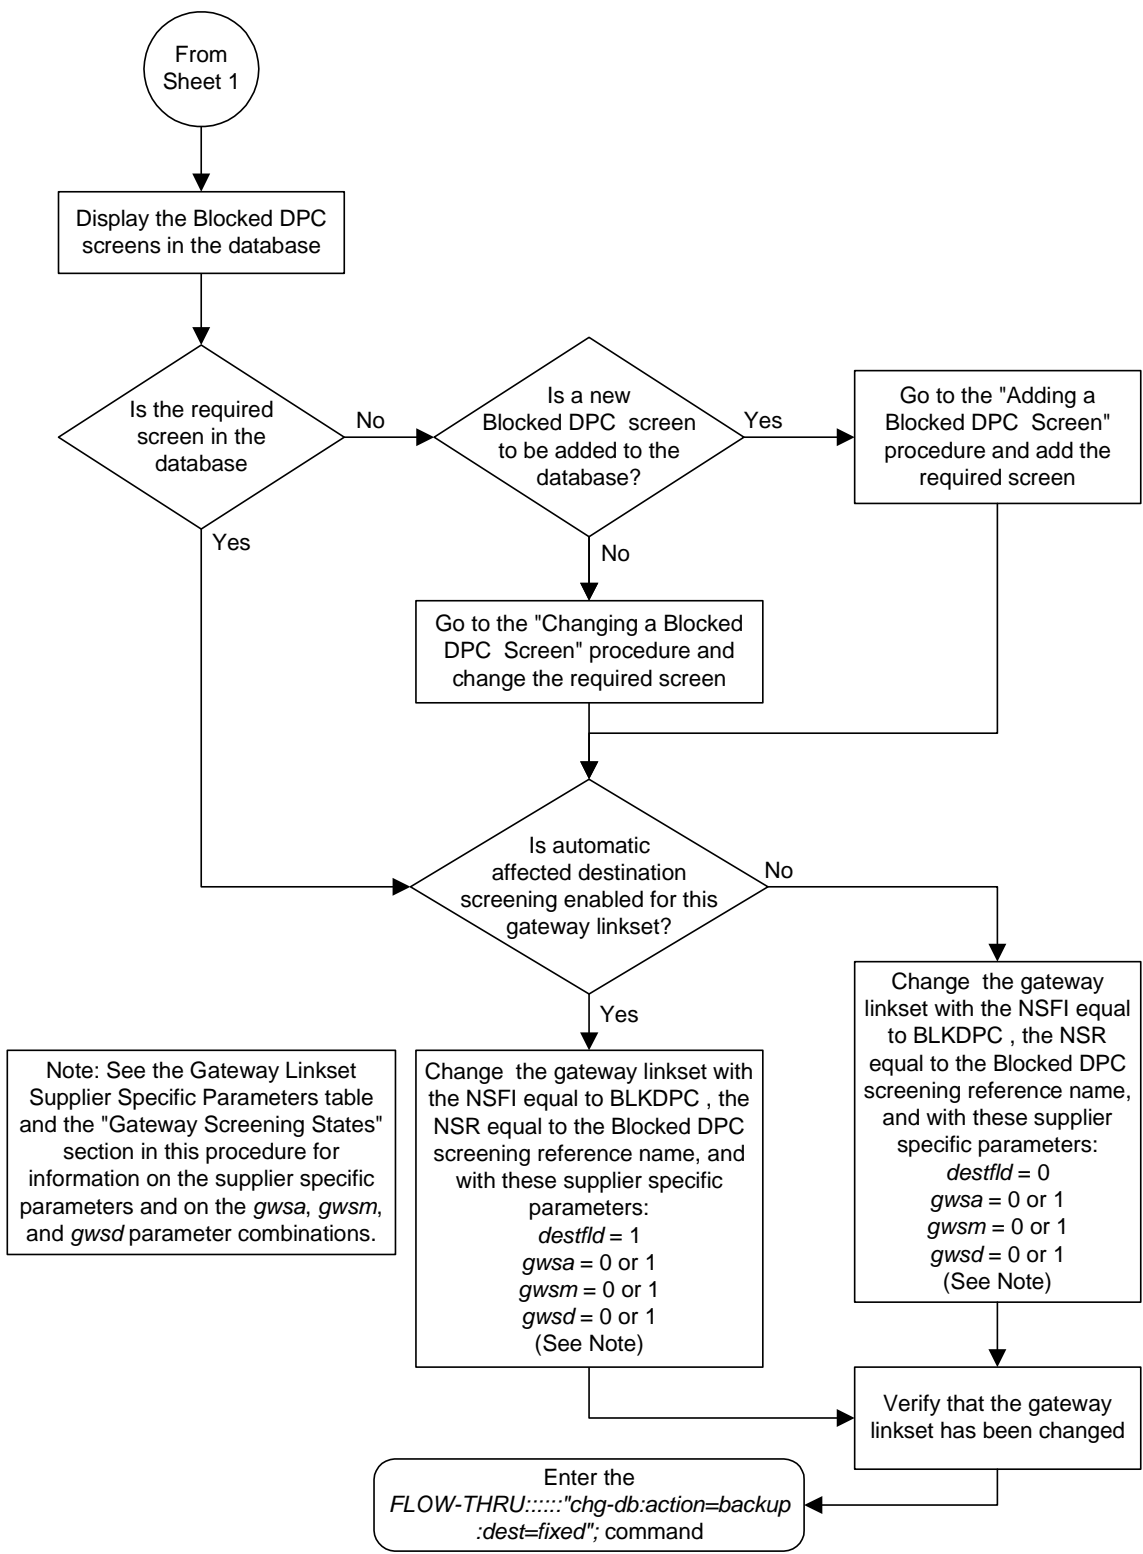 From
Sheet 1
Display the Blocked DPC
screens in the database
Is the required
screen in the
database
No
Yes
Is a new
Blocked DPC screen
to be added to the
database?
Yes
No
Go to the "Adding a
Blocked DPC Screen"
procedure and add the
required screen
Go to the "Changing a Blocked
DPC Screen" procedure and
change the required screen
Is automatic
affected destination
screening enabled for this
gateway linkset?
No
Yes
Change the gateway
linkset with the NSFI equal
to BLKDPC , the NSR
equal to the Blocked DPC
screening reference name,
and with these supplier
specific parameters:
destfld = 0
gwsa = 0 or 1
gwsm = 0 or 1
gwsd = 0 or 1
(See Note)
Note: See the Gateway Linkset
Supplier Specific Parameters table
and the "Gateway Screening States"
section in this procedure for
information on the supplier specific
parameters and on the gwsa, gwsm,
and gwsd parameter combinations.
Change the gateway linkset with
the NSFI equal to BLKDPC , the
NSR equal to the Blocked DPC
screening reference name, and
with these supplier specific
parameters:
destfld = 1
gwsa = 0 or 1
gwsm = 0 or 1
gwsd = 0 or 1
(See Note)
Verify that the gateway
linkset has been changed
Enter the
FLOW-THRU::::::"chg-db:action=backup
:dest=fixed"; command